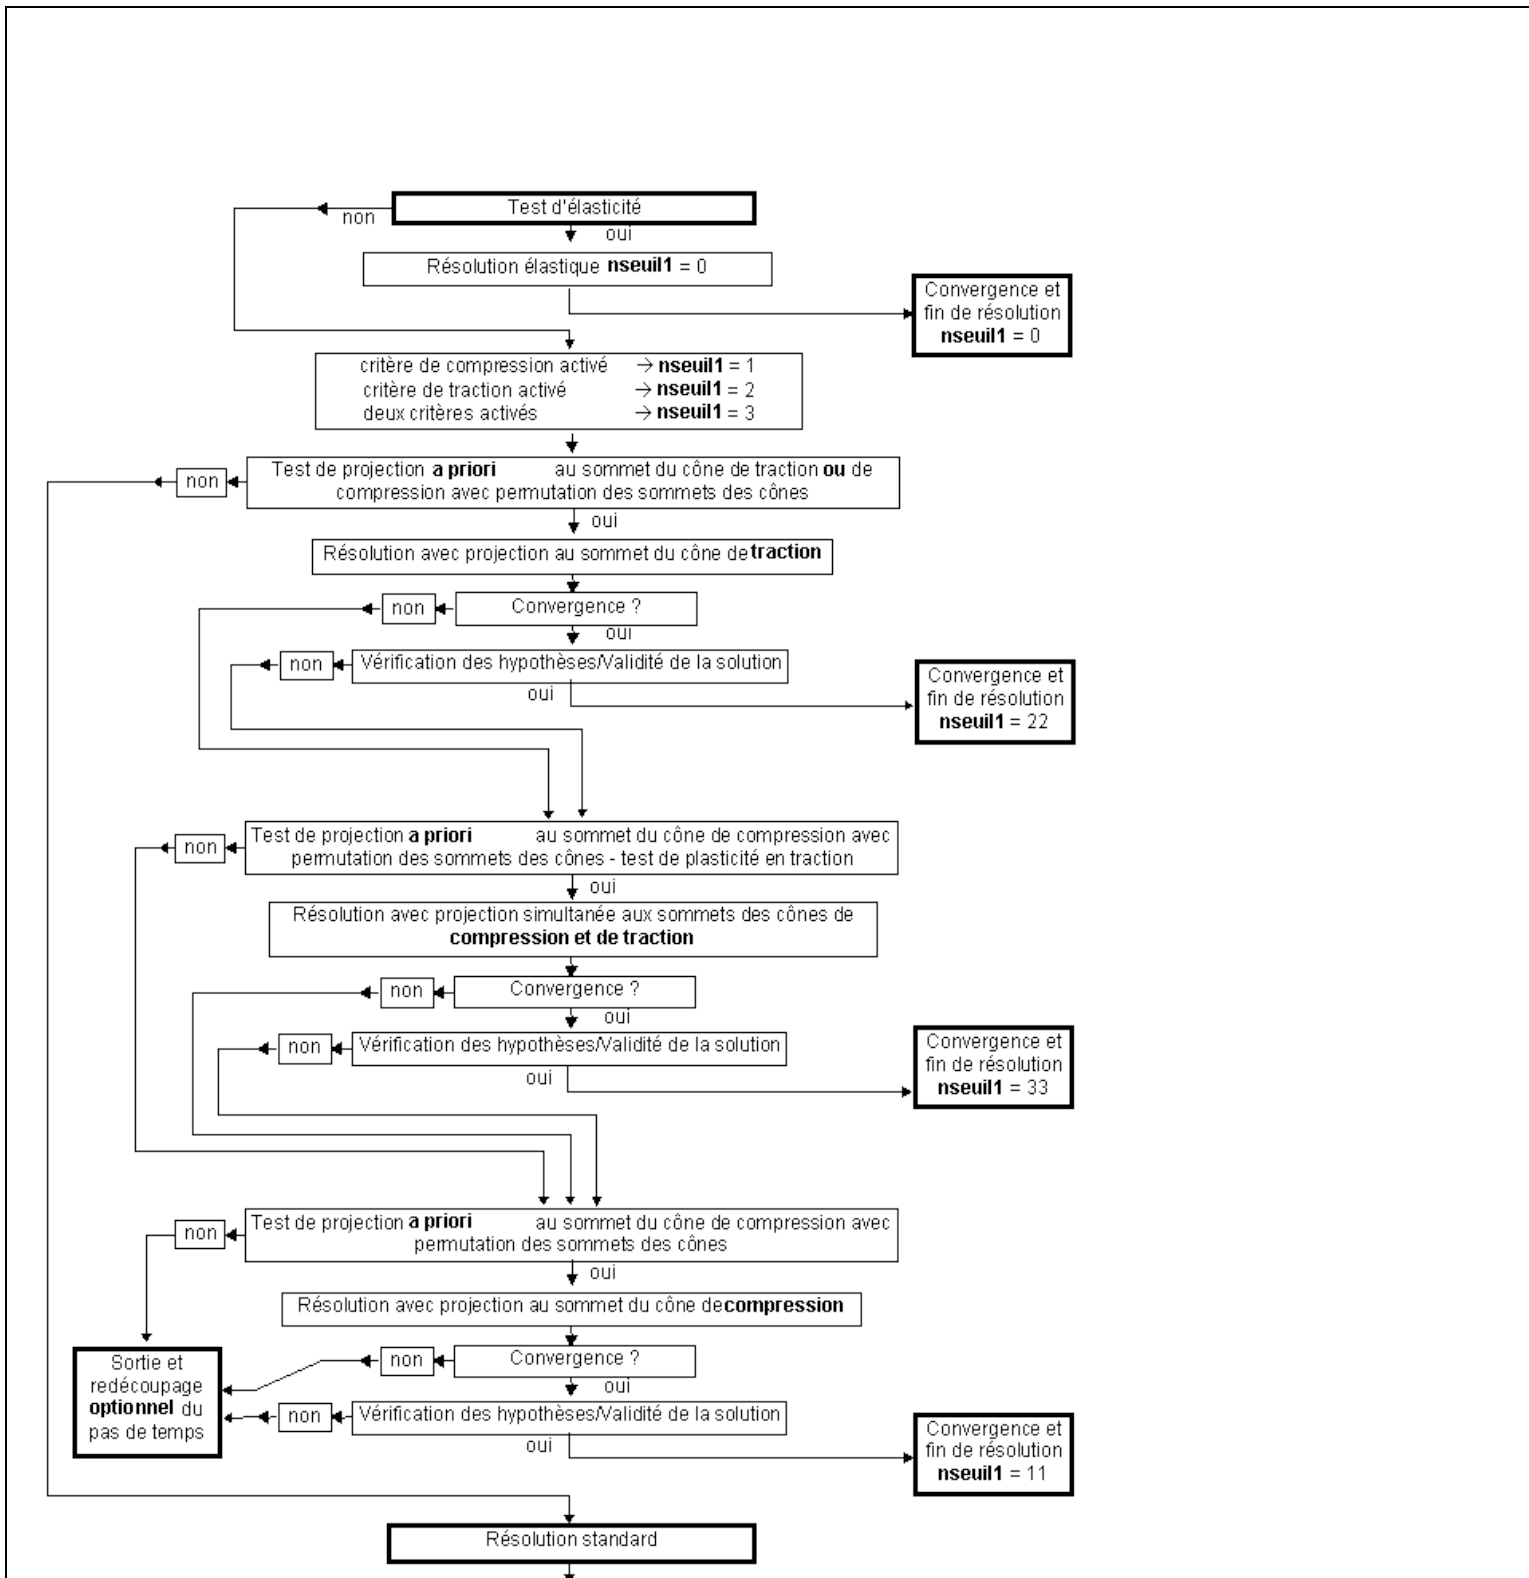 Test d'élasticité
non
oui
Résolution élastique nseuil1 = 0
Convergence et
fin de résolution
nseuil1 = 0
critère de compression activé → nseuil1 = 1
critère de traction activé → nseuil1 = 2
deux critères activés → nseuil1 = 3
Test de projection a priori au sommet du cône de traction ou de
compression avec permutation des sommets des cônes
non
oui
Résolution avec projection au sommet du cône de traction
Convergence ?
non
oui
Vérification des hypothèses/Validité de la solution
non
oui
Convergence et
fin de résolution
nseuil1 = 22
Test de projection a priori au sommet du cône de compression avec
permutation des sommets des cônes - test de plasticité en traction
non
oui
Résolution avec projection simultanée aux sommets des cônes de
compression et de traction
Convergence ?
non
oui
Vérification des hypothèses/Validité de la solution
non
oui
Convergence et
fin de résolution
nseuil1 = 33
Test de projection a priori au sommet du cône de compression avec
permutation des sommets des cônes
non
oui
Résolution avec projection au sommet du cône de compression
Convergence ?
non
oui
Sortie et
redécoupage
optionnel du
pas de temps
Vérification des hypothèses/Validité de la solution
non
oui
Convergence et
fin de résolution
nseuil1 = 11
Résolution standard